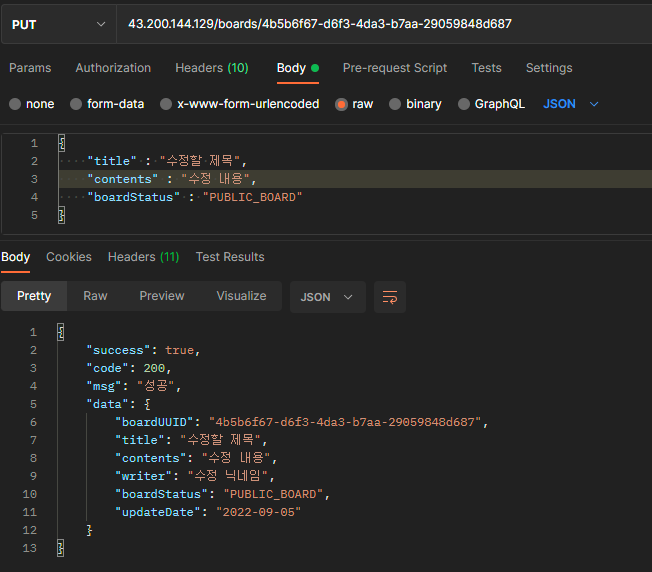 PUT 43.200.144.129/boards/4b5b6f67-d6f3-4da3-b7aa-29059848d687
Params Authorization Headers (10) Body Pre-request Script Tests Settings
none form-data x-www-form-urlencoded raw binary GraphQL JSON
1 {
2 "title" : "수정할 제목",
3 "contents" : "수정 내용",
4 "boardStatus" : "PUBLIC_BOARD"
5 }
Body Cookies Headers (11) Test Results
Pretty Raw Preview Visualize JSON
1 {
2 "success": true,
3 "code": 200,
4 "msg": "성공",
5 "data": {
6 "boardUUID": "4b5b6f67-d6f3-4da3-b7aa-29059848d687",
7 "title": "수정할 제목",
8 "contents": "수정 내용",
9 "writer": "수정 닉네임",
10 "boardStatus": "PUBLIC_BOARD",
11 "updateDate": "2022-09-05"
12 }
13 }